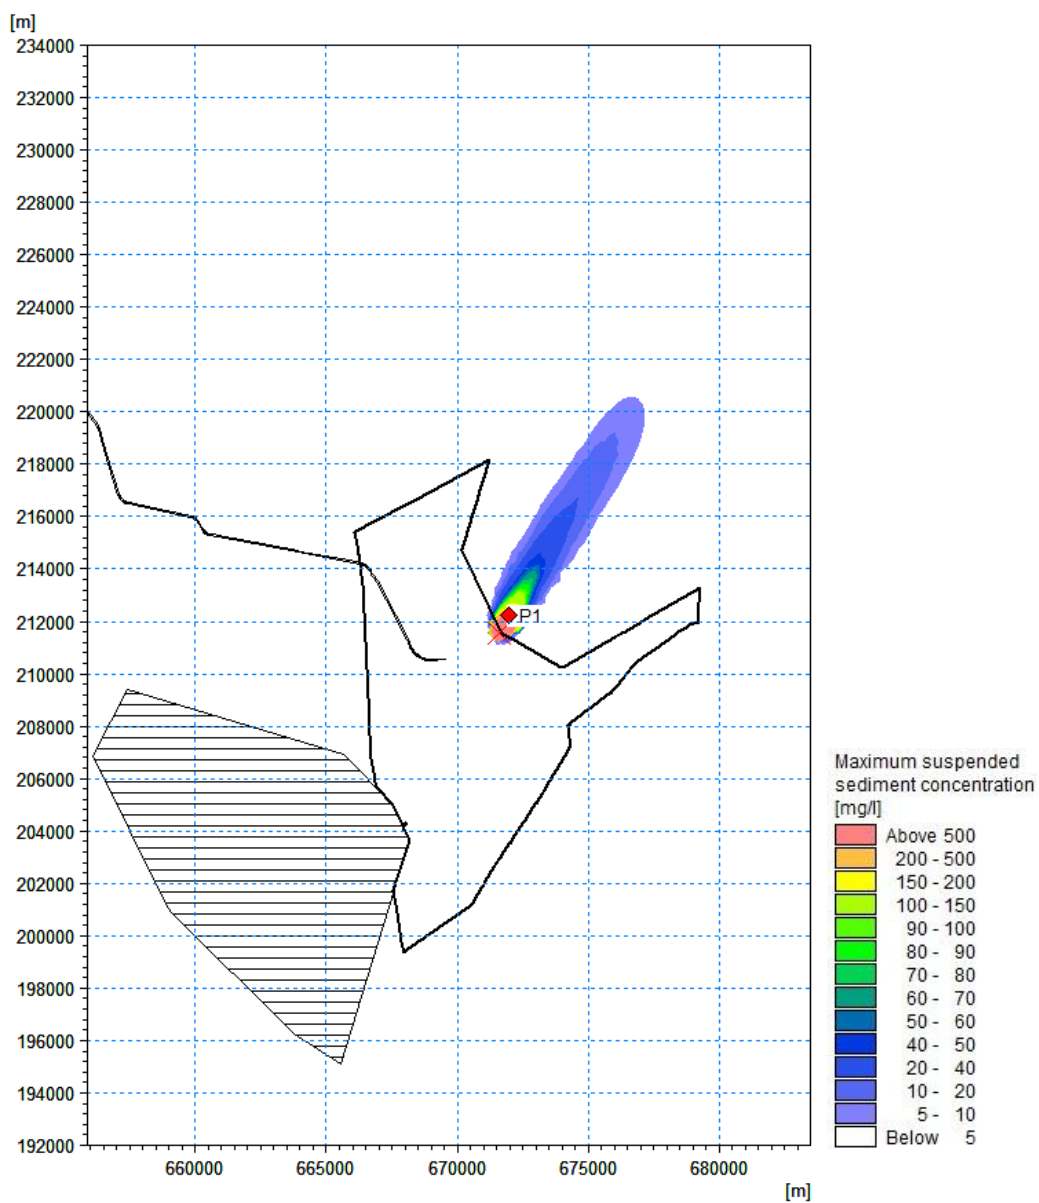 [m]
234000
232000
230000
228000
226000
224000
222000
220000
218000
216000
214000
212000
210000
208000
206000
204000
202000
200000
198000
196000
194000
192000
P1
660000
665000
670000
675000
680000
[m]
Maximum suspended
sediment concentration
[mg/l]
Above 500
200 - 500
150 - 200
100 - 150
90 - 100
80 - 90
70 - 80
60 - 70
50 - 60
40 - 50
20 - 40
10 - 20
5 - 10
Below 5